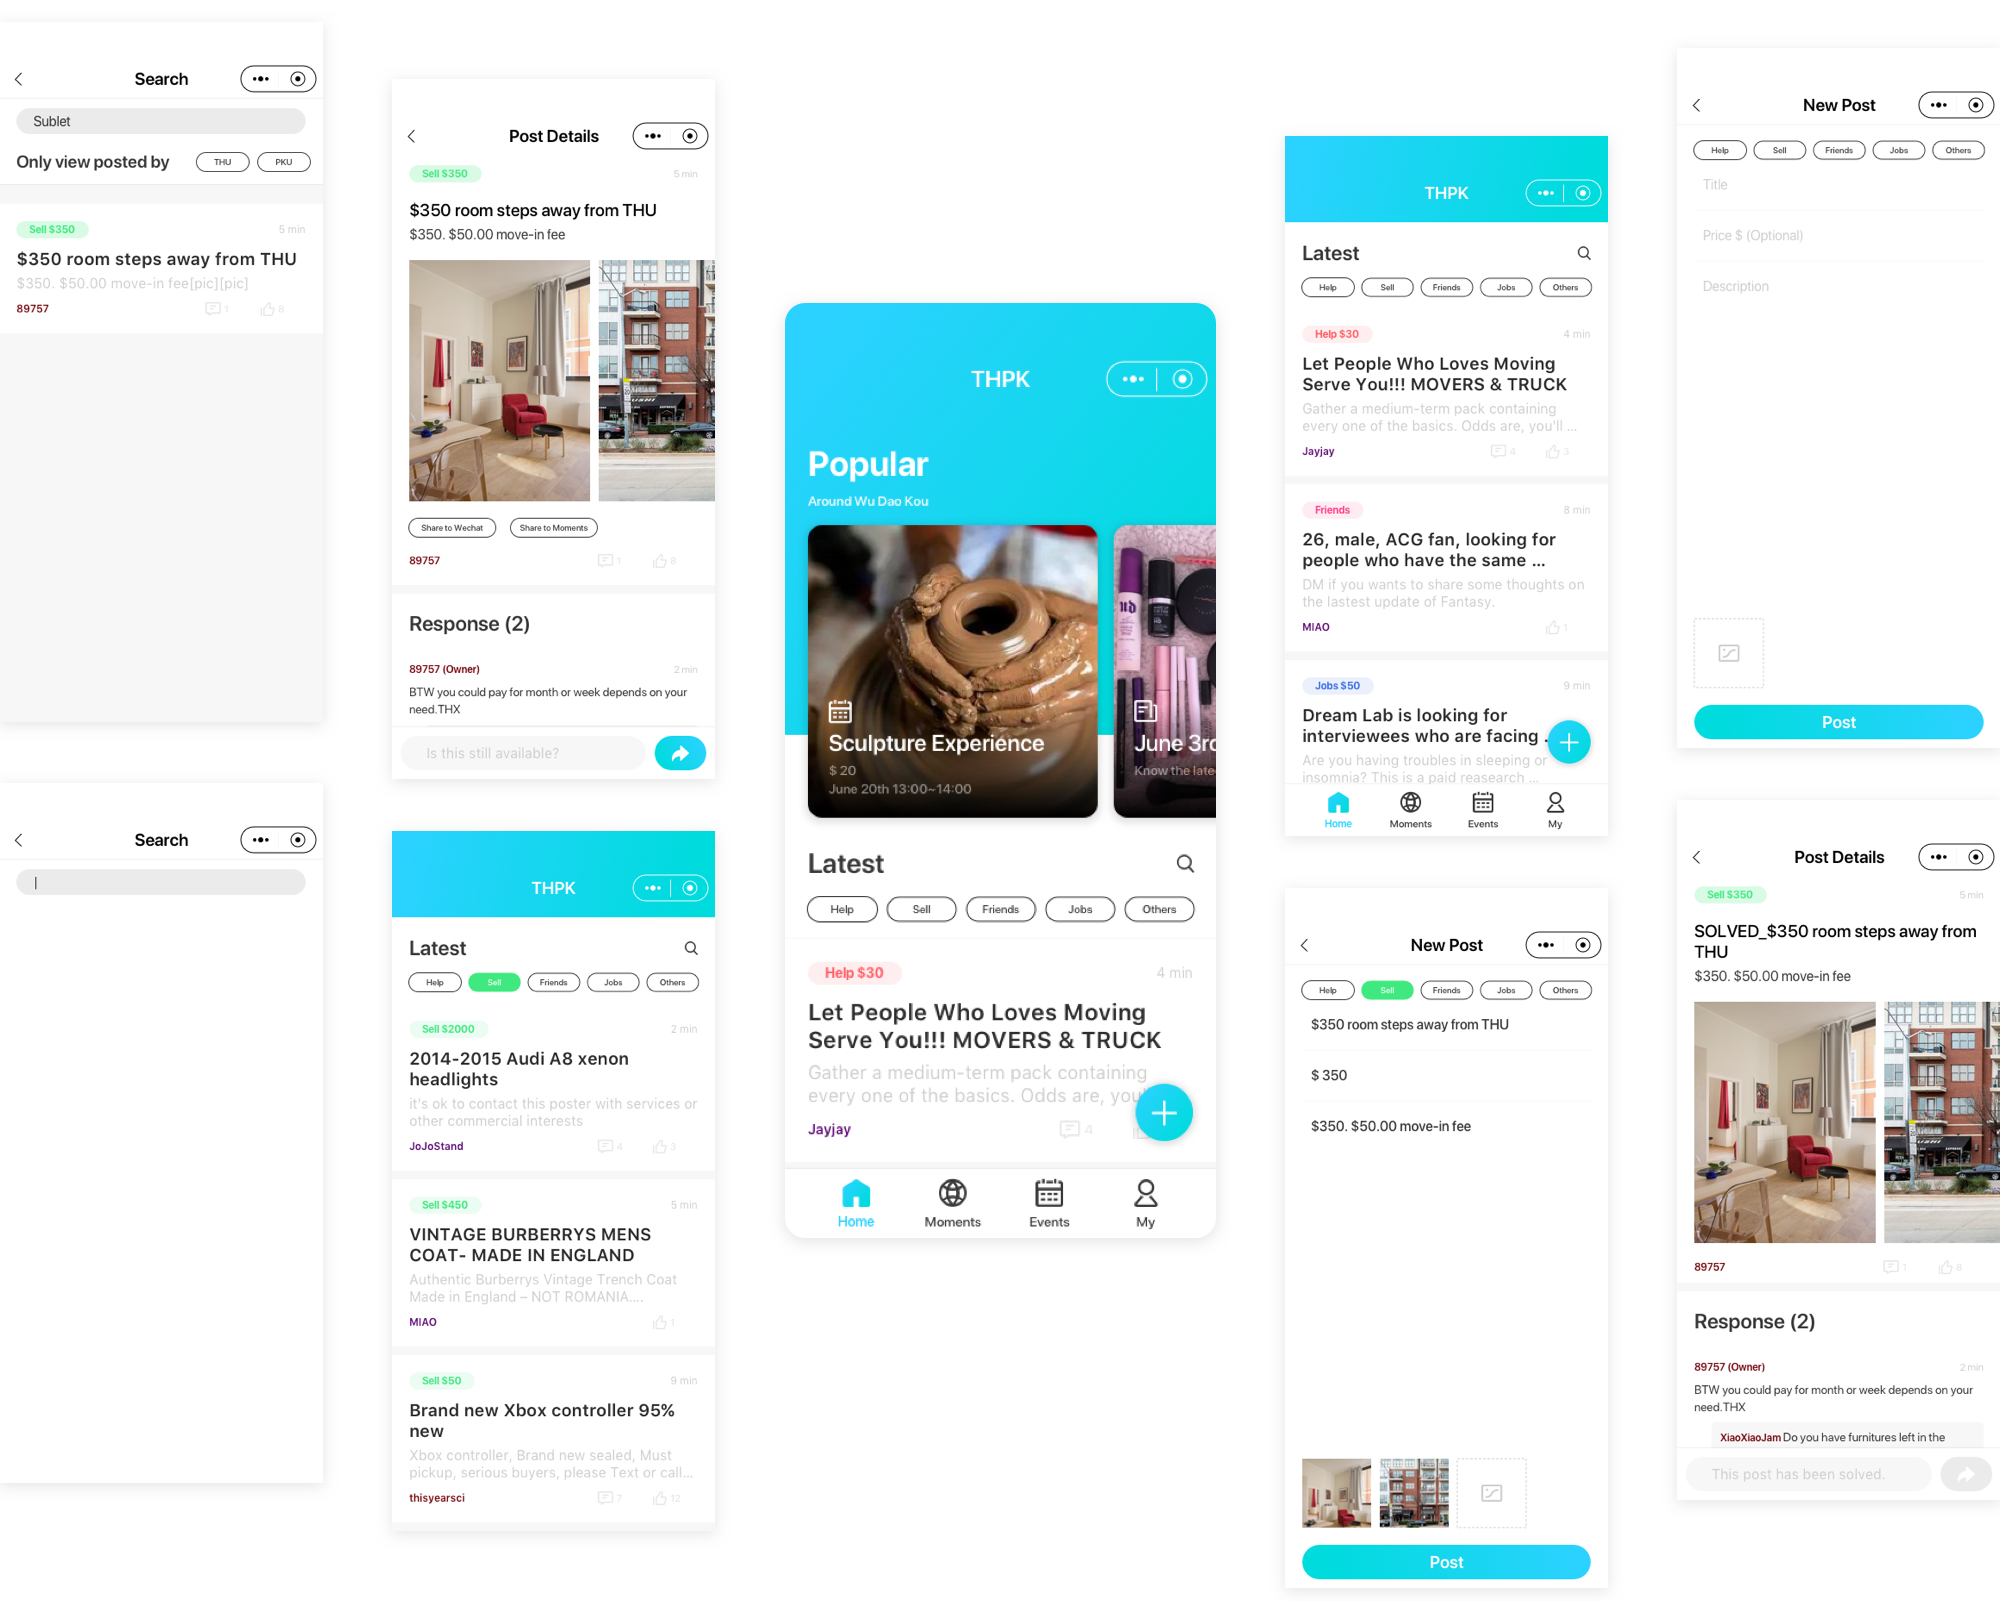 Search
Sublet
Only view posted by
THU
PKU
Sell $350
5 min
$350 room steps away from THU
$350. $50.00 move-in fee[pic][pic]
89757
1
8
Search
Post Details
Sell $350
5 min
$350 room steps away from THU
$350. $50.00 move-in fee
Share to Wechat
Share to Moments
89757
1
8
Response (2)
89757 (Owner)
2 min
BTW you could pay for month or week depends on your
need.THX
Is this still available?
THPK
Latest
Help
Sell
Friends
Jobs
Others
Sell $2000
2 min
2014-2015 Audi A8 xenon
headlights
it's ok to contact this poster with services or
other commercial interests
JoJoStand
4
3
Sell $450
5 min
VINTAGE BURBERRYS MENS
COAT- MADE IN ENGLAND
Authentic Burberrys Vintage Trench Coat
Made in England – NOT ROMANIA....
MIAO
1
Sell $50
9 min
Brand new Xbox controller 95%
new
Xbox controller, Brand new sealed, Must
pickup, serious buyers, please Text or call...
thisyearsci
7
12
THPK
Popular
Around Wu Dao Kou
Sculpture Experience
$ 20
June 20th 13:00~14:00
June 3rd
Know the late
Latest
Help
Sell
Friends
Jobs
Others
Help $30
4 min
Let People Who Loves Moving
Serve You!!! MOVERS & TRUCK
Gather a medium-term pack containing
every one of the basics. Odds are, you'
Jayjay
4
Home
Moments
Events
My
THPK
Latest
Help
Sell
Friends
Jobs
Others
Help $30
4 min
Let People Who Loves Moving
Serve You!!! MOVERS & TRUCK
Gather a medium-term pack containing
every one of the basics. Odds are, you'll ...
Jayjay
4
3
Friends
8 min
26, male, ACG fan, looking for
people who have the same ...
DM if you wants to share some thoughts on
the lastest update of Fantasy.
MIAO
1
Jobs $50
9 min
Dream Lab is looking for
interviewees who are facing .
Are you having troubles in sleeping or
insomnia? This is a paid reasearch ...
Home
Moments
Events
My
New Post
Help
Sell
Friends
Jobs
Others
$350 room steps away from THU
$ 350
$350. $50.00 move-in fee
Post
New Post
Help
Sell
Friends
Jobs
Others
Title
Price $ (Optional)
Description
Post
Post Details
Sell $350
5 min
SOLVED_$350 room steps away from
THU
$350. $50.00 move-in fee
89757
1
8
Response (2)
89757 (Owner)
2 min
BTW you could pay for month or week depends on your
need.THX
XiaoXiaoJam Do you have furnitures left in the
This post has been solved.